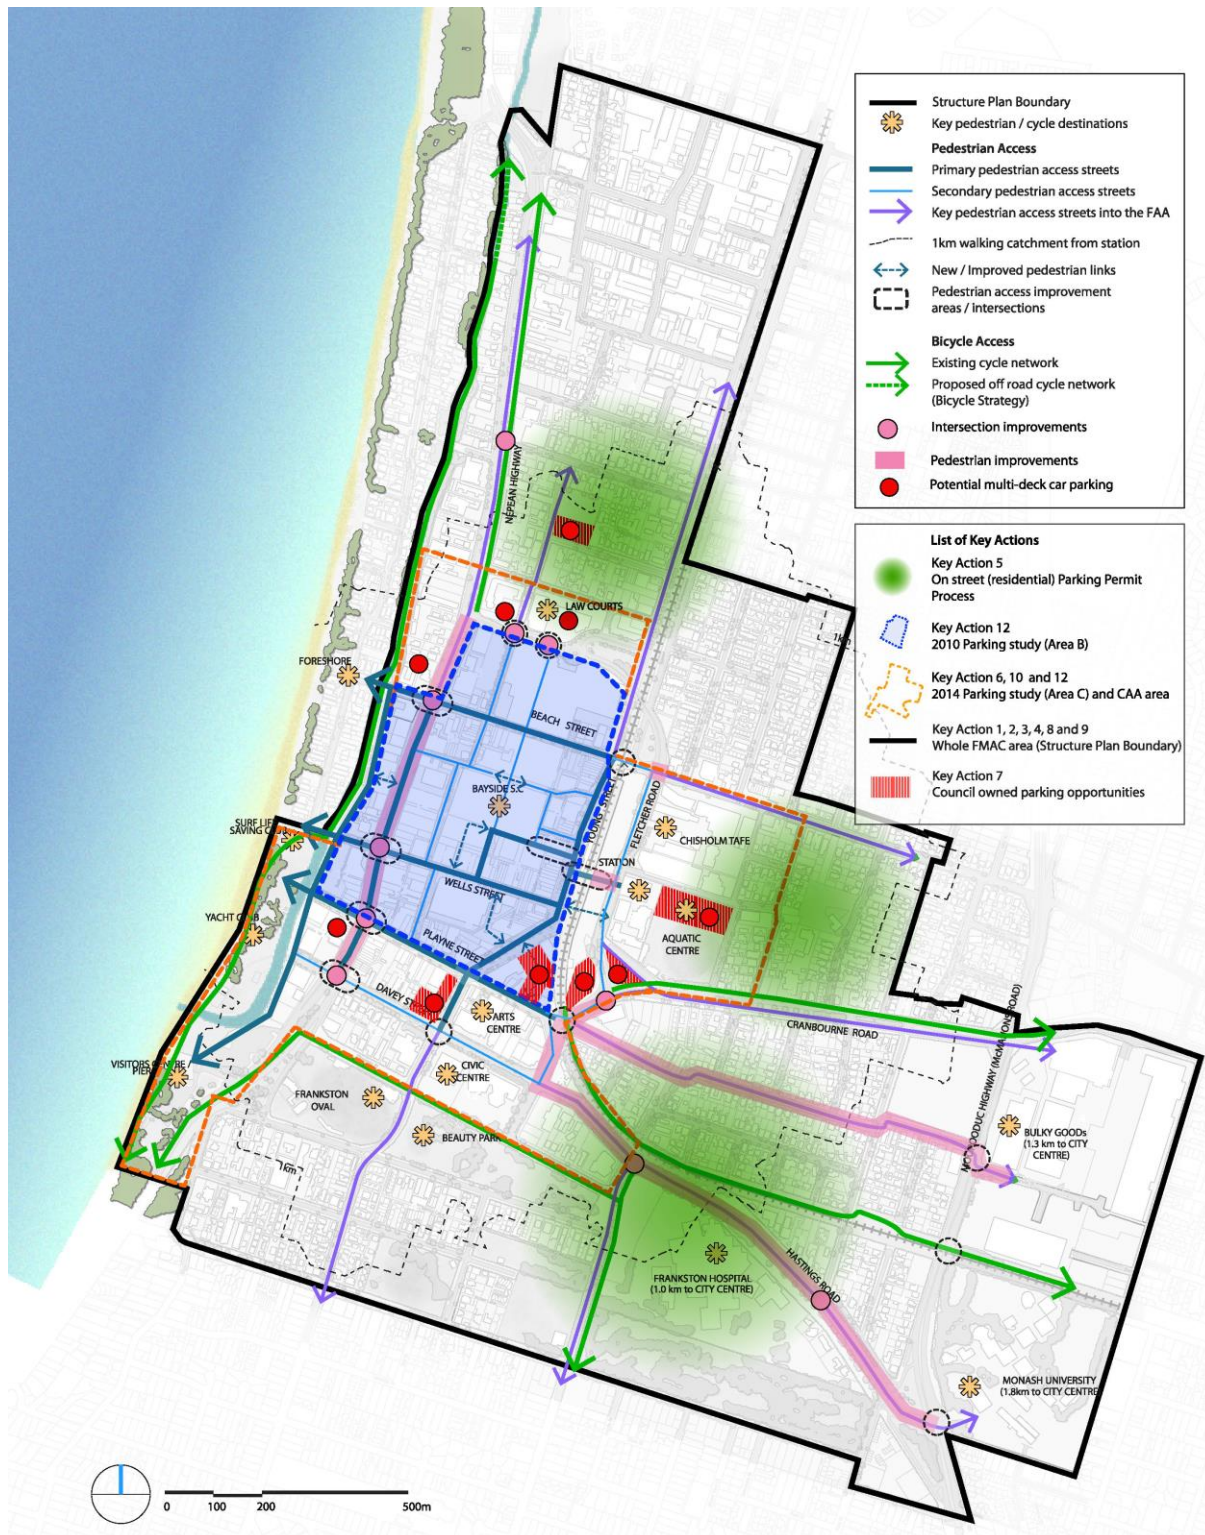 Structure Plan Boundary
Key pedestrian / cycle destinations
Pedestrian Access
Primary pedestrian access streets
Secondary pedestrian access streets
Key pedestrian access streets into the FAA
1km walking catchment from station
New / Improved pedestrian links
Pedestrian access improvement
areas / intersections
Bicycle Access
Existing cycle network
Proposed off road cycle network
(Bicycle Strategy)
Intersection improvements
Pedestrian improvements
Potential multi-deck car parking
List of Key Actions
Key Action 5
On street (residential) Parking Permit
Process
Key Action 12
2010 Parking study (Area B)
Key Action 6, 10 and 12
2014 Parking study (Area C) and CAA area
Key Action 1, 2, 3, 4, 8 and 9
Whole FMAC area (Structure Plan Boundary)
Key Action 7
Council owned parking opportunities
NEPEAN HIGHWAY
LAW COURTS
1km
FORESHORE
BEACH STREET
BAYSIDE S.C
YOUNG STREET
FLETCHER ROAD
CHISHOLM TAFE
SURF LIFE
SAVING
STATION
WELLS STREET
YACHT
AQUATIC
CENTRE
PLAYNE STREET
DAVEY
ARTS
CENTRE
CRANBOURNE ROAD
HIGHWAY (McMAHONS ROAD)
VISITORS
PIER
CIVIC
CENTRE
FRANKSTON
OVAL
BEAUTY PARK
1km
BULKY GOODs
(1.3 km to CITY
CENTRE)
FRANKSTON HOSPITAL
(1.0 km to CITY CENTRE)
HASTINGS ROAD
MONASH UNIVERSITY
(1.8km to CITY CENTRE
0 100 200 500m